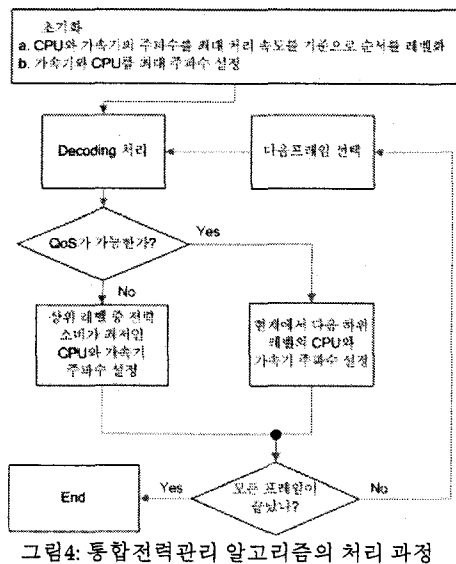 초기화
a. CPU와 가속기의 주파수를 최대 처리 속도를 기준으로 순서를 레벨화
b. 가속기와 CPU를 최대 주파수 설정
Decoding 처리
다음프레임 선택
QoS가 가능한가?
Yes
No
상위 레벨 중 전력
소비가 최저인
CPU와 가속기
주파수 설정
현재에서 다음 하위
레벨의 CPU와
가속기 주파수 설정
End
Yes
모든 프레임이
끝났나?
No
그림4: 통합전력관리 알고리즘의 처리 과정